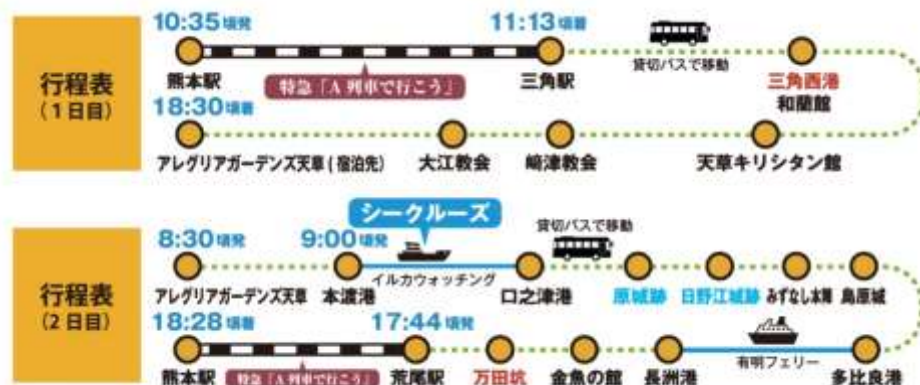 行程表
(1日目)
10:35頃発
11:13頃着
熊本駅
特急「A列車で行こう」
三角駅
貸切バスで移動
三角西港
和蘭館
18:30頃着
アレグリアガーデンズ天草(宿泊先)
大江教会
﨑津教会
天草キリシタン館
行程表
(2日目)
シークルーズ
8:30頃発
9:00頃発
貸切バスで移動
イルカウォッチング
アレグリアガーデンズ天草
本渡港
口之津港
原城跡
日野江城跡
みずなし本陣
島原城
18:28頃着
17:44頃発
有明フェリー
熊本駅
特急「A列車で行こう」
荒尾駅
万田坑
金魚の館
長洲港
多比良港